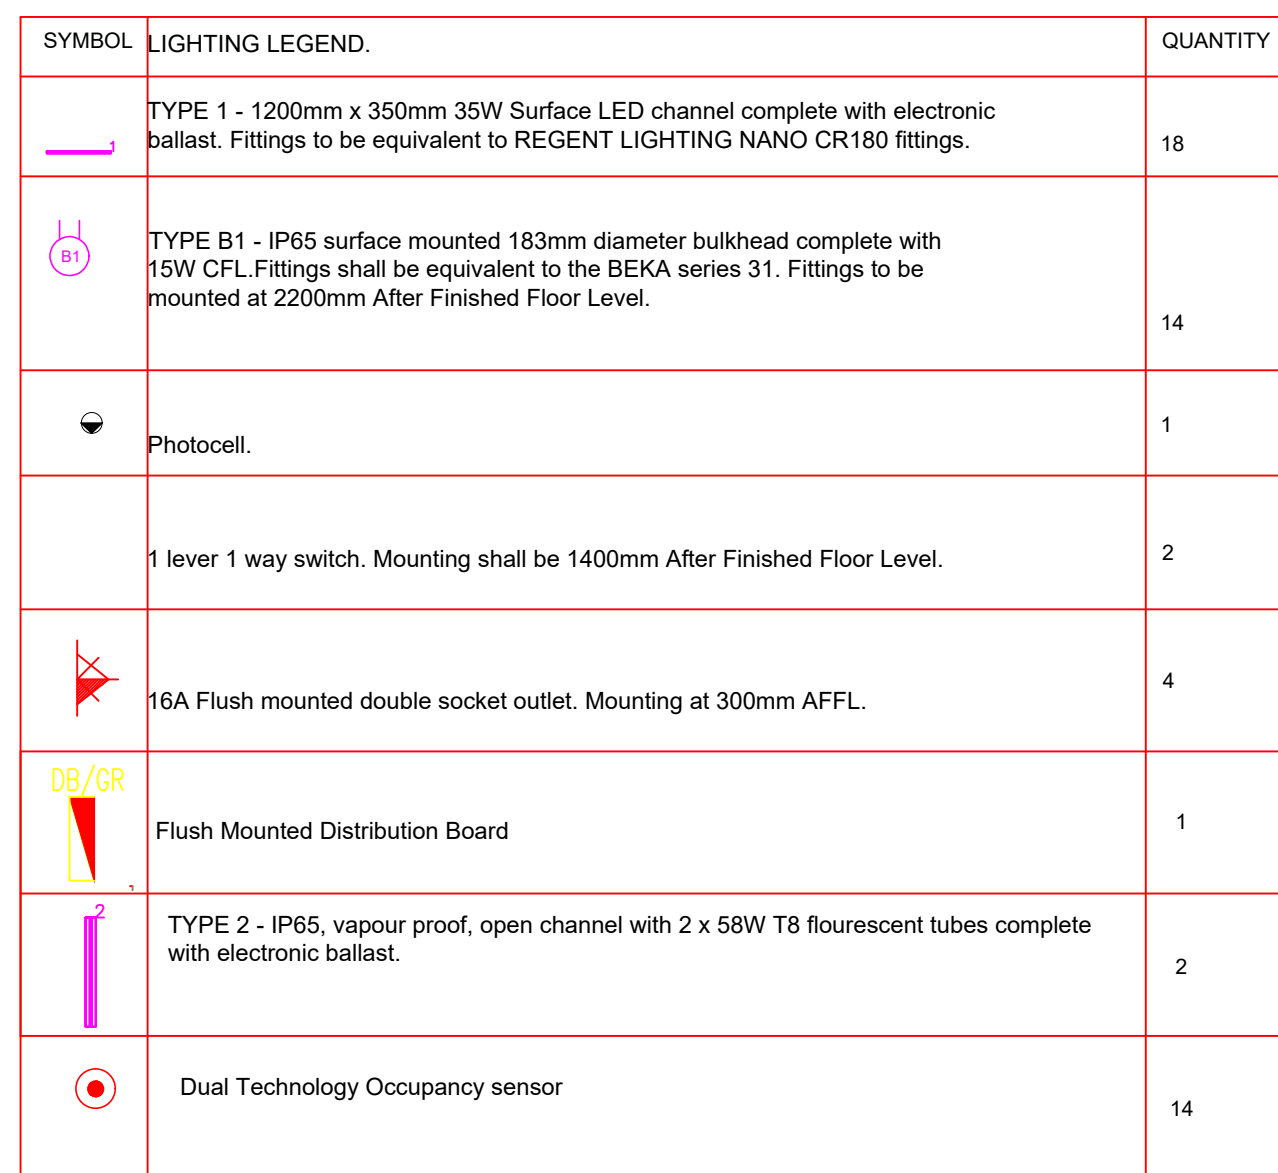 SYMBOL LIGHTING LEGEND. QUANTITY
TYPE 1 - 1200mm x 350mm 35W Surface LED channel complete with electronic
ballast. Fittings to be equivalent to REGENT LIGHTING NANO CR180 fittings.
1
18
TYPE B1 - IP65 surface mounted 183mm diameter bulkhead complete with
15W CFL.Fittings shall be equivalent to the BEKA series 31. Fittings to be
mounted at 2200mm After Finished Floor Level.
B1
14
Photocell.
1
1 lever 1 way switch. Mounting shall be 1400mm After Finished Floor Level.
2
16A Flush mounted double socket outlet. Mounting at 300mm AFFL.
4
DB/GR
Flush Mounted Distribution Board
1
2
TYPE 2 - IP65, vapour proof, open channel with 2 x 58W T8 flourescent tubes complete
with electronic ballast.
2
Dual Technology Occupancy sensor
14